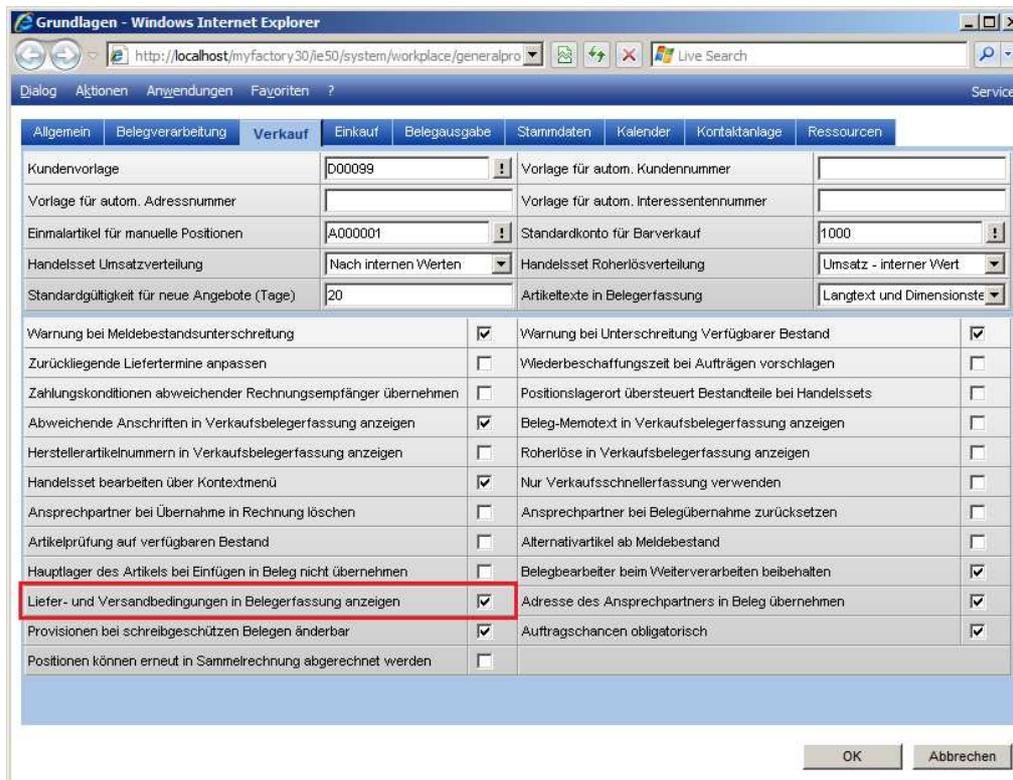 Grundlagen - Windows Internet Explorer
http://localhost/myfactory30/ie50/system/workplace/generalpro
Live Search
Dialog Aktionen Anwendungen Favoriten ? Service
Allgemein Belegverarbeitung Verkauf Einkauf Belegausgabe Stammdaten Kalender Kontaktanlage Ressourcen
Kundenvorlage D00099 ! Vorlage für autom. Kundennummer
Vorlage für autom. Adressnummer Vorlage für autom. Interessentennummer
Einmalartikel für manuelle Positionen A000001 ! Standardkonto für Barverkauf 1000 !
Handelsset Umsatzverteilung Nach internen Werten Handelsset Roherlösverteilung Umsatz - interner Wert
Standardgültigkeit für neue Angebote (Tage) 20 Artikeltexte in Belegerfassung Langtext und Dimensionste
Warnung bei Meldebestandsunterschreitung Warnung bei Unterschreitung Verfügbarer Bestand
Zurückliegende Liefertermine anpassen Wiederbeschaffungszeit bei Aufträgen vorschlagen
Zahlungskonditionen abweichender Rechnungsempfänger übernehmen Positionslagerort übersteuert Bestandteile bei Handelssets
Abweichende Anschriften in Verkaufsbelegerfassung anzeigen Beleg-Memotext in Verkaufsbelegerfassung anzeigen
Herstellerartikelnummern in Verkaufsbelegerfassung anzeigen Roherlöse in Verkaufsbelegerfassung anzeigen
Handelsset bearbeiten über Kontextmenü Nur Verkaufsschnellerfassung verwenden
Ansprechpartner bei Übernahme in Rechnung löschen Ansprechpartner bei Belegübernahme zurücksetzen
Artikelprüfung auf verfügbaren Bestand Alternativartikel ab Meldebestand
Hauptlager des Artikels bei Einfügen in Beleg nicht übernehmen Belegbearbeiter beim Weiterverarbeiten beibehalten
Liefer- und Versandbedingungen in Belegerfassung anzeigen Adresse des Ansprechpartners in Beleg übernehmen
Provisionen bei schreibgeschützen Belegen änderbar Auftragschancen obligatorisch
Positionen können erneut in Sammelrechnung abgerechnet werden
OK Abbrechen